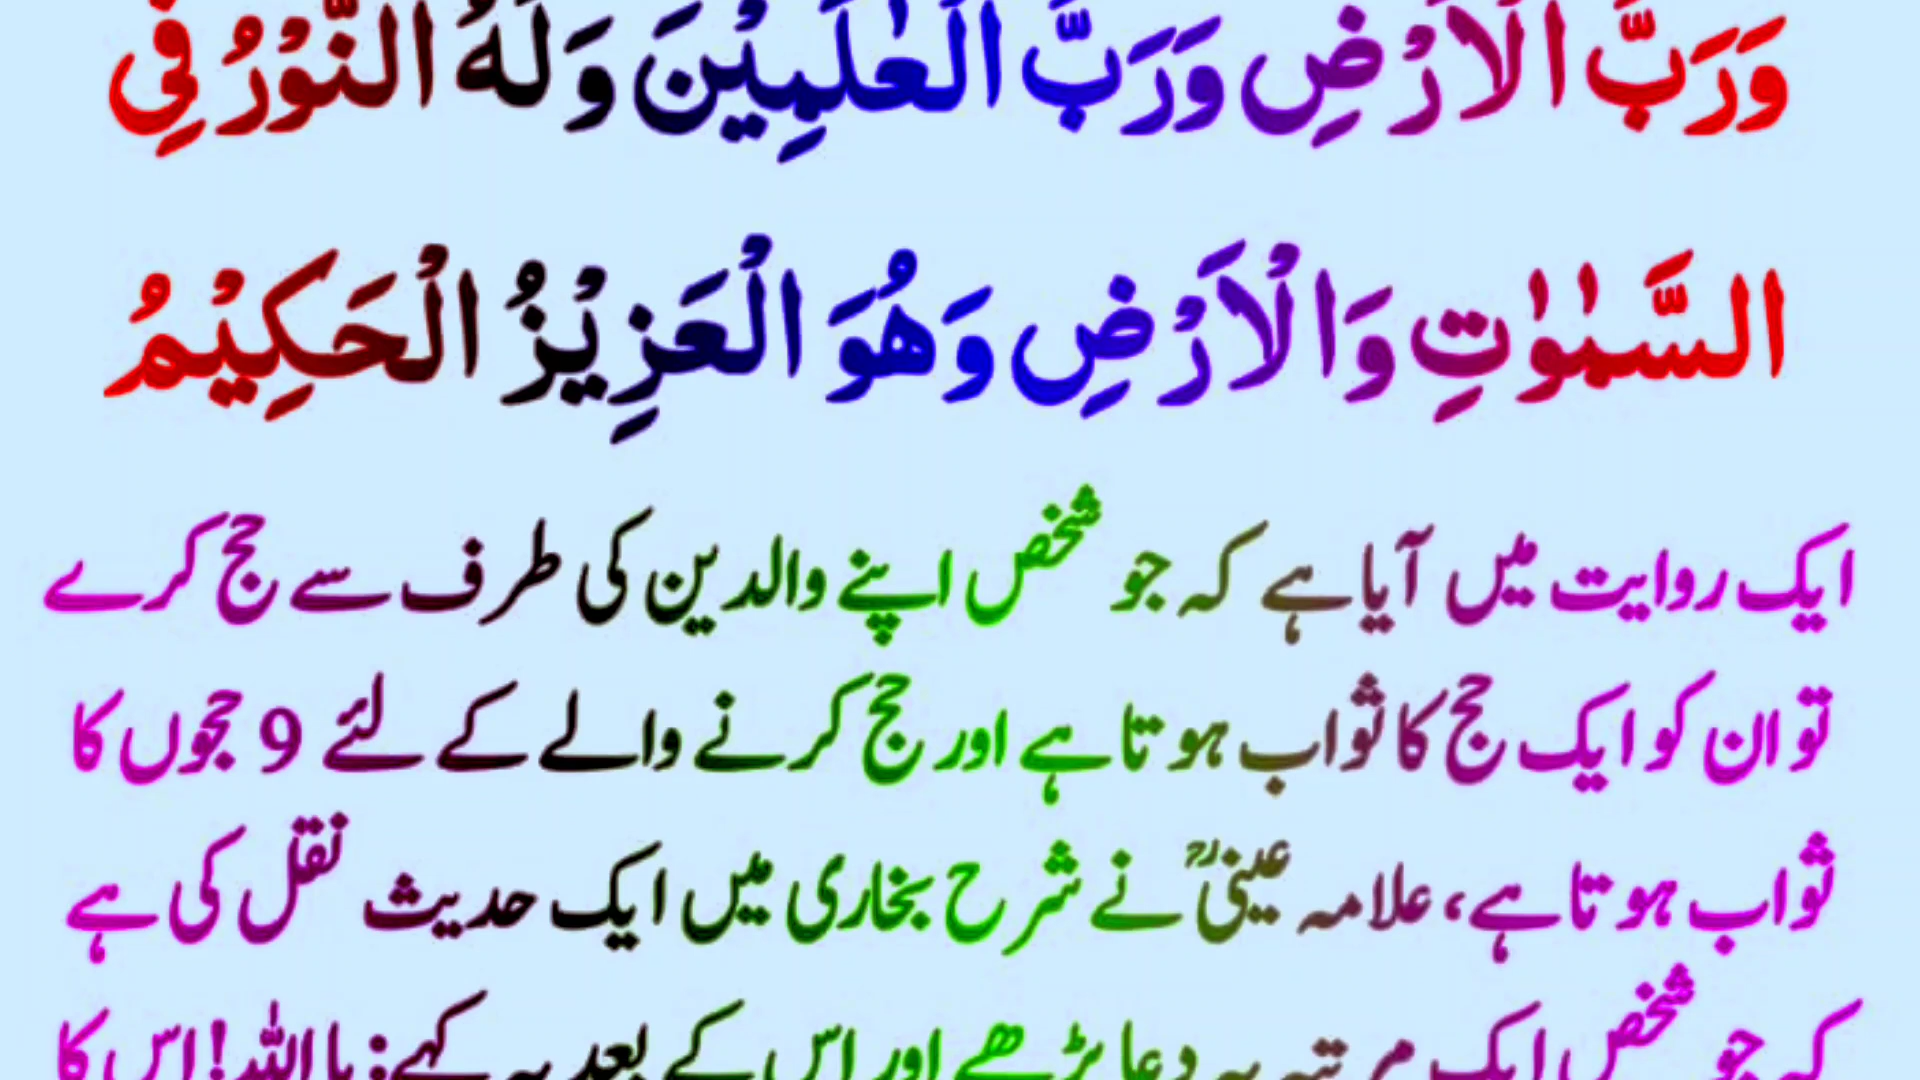 وَرَبَّ الْاَرْضِ وَرَبَّ الْعٰلَمِیْنَ وَلَهُ النُّوْرُ فِی
السَّمٰوٰتِ وَالْاَرْضِ وَهُوَ الْعَزِیْزُ الْحَکِیْمُ
ایک روایت میں آیا ہے کہ جو شخص اپنے والدین کی طرف سے حج کرے
تو ان کو ایک حج کا ثواب ہوتا ہے اور حج کرنے والے کے لئے 9 حجوں کا
ثواب ہوتا ہے، علامہ عینیؒ نے شرح بخاری میں ایک حدیث نقل کی ہے
کہ جو شخص ایک مرتبہ یہ دعا پڑھے اور اس کے بعد یہ کہے: یا اللہ! اس کا